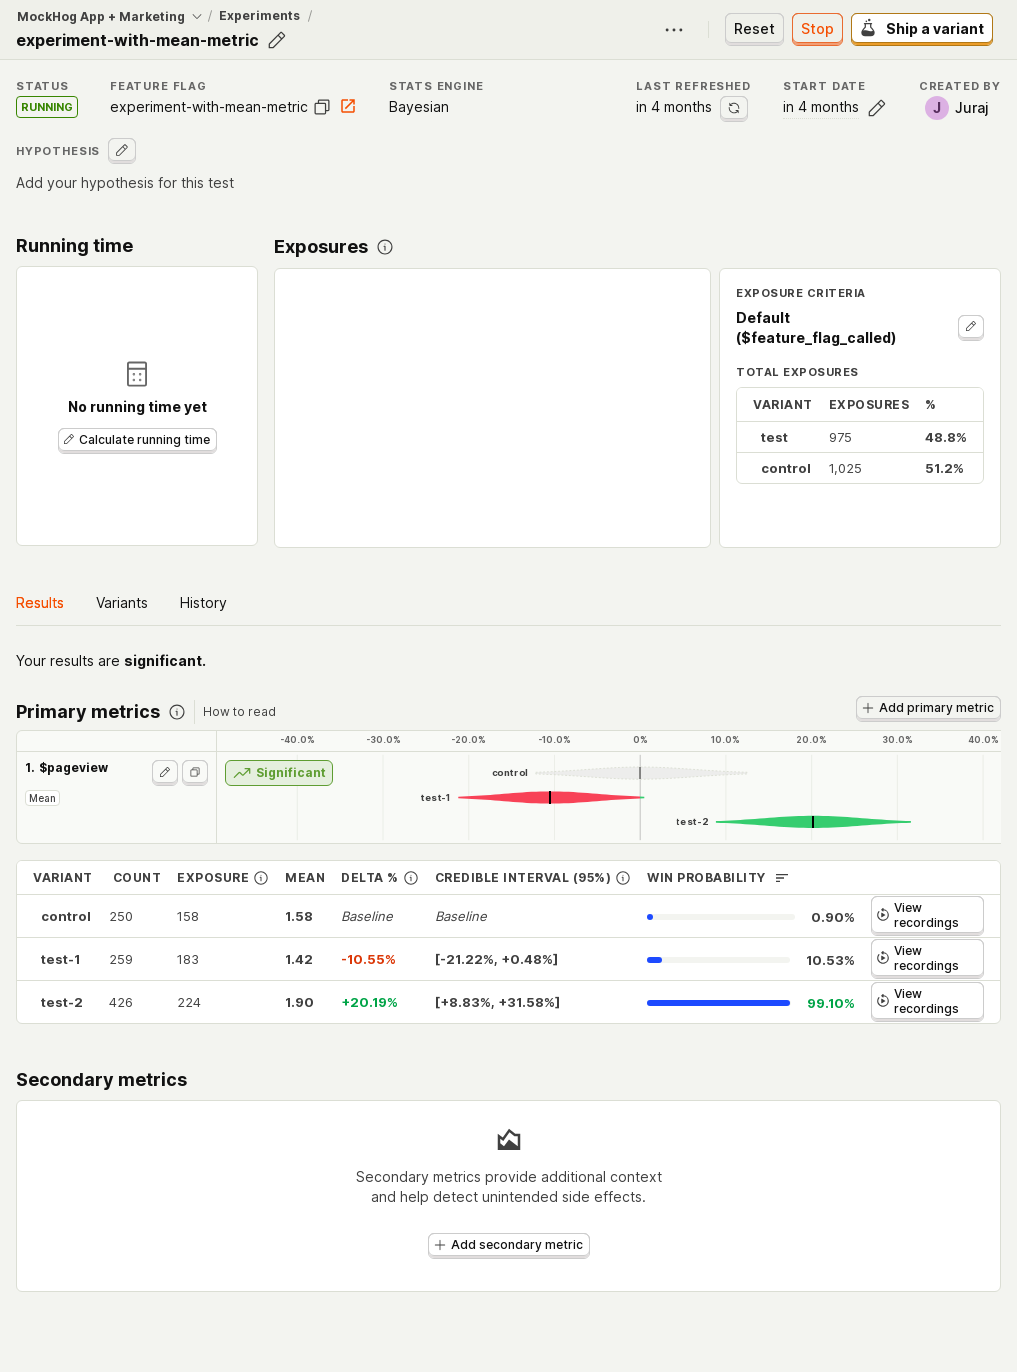 MockHog App + Marketing / Experiments /
experiment-with-mean-metric
Reset
Stop
Ship a variant
STATUS
RUNNING
FEATURE FLAG
experiment-with-mean-metric
STATS ENGINE
Bayesian
LAST REFRESHED
in 4 months
START DATE
in 4 months
CREATED BY
J Juraj
HYPOTHESIS
Add your hypothesis for this test
Running time
No running time yet
Calculate running time
Exposures
EXPOSURE CRITERIA
Default
($feature_flag_called)
TOTAL EXPOSURES
VARIANT EXPOSURES %
test 975 48.8%
control 1,025 51.2%
Results Variants History
Your results are significant.
Primary metrics How to read
Add primary metric
-40.0% -30.0% -20.0% -10.0% 0% 10.0% 20.0% 30.0% 40.0%
1. $pageview
Mean
Significant
control
test-1
test-2
VARIANT COUNT EXPOSURE MEAN DELTA % CREDIBLE INTERVAL (95%) WIN PROBABILITY
control 250 158 1.58 Baseline Baseline 0.90% View
recordings
test-1 259 183 1.42 -10.55% [-21.22%, +0.48%] 10.53% View
recordings
test-2 426 224 1.90 +20.19% [+8.83%, +31.58%] 99.10% View
recordings
Secondary metrics
Secondary metrics provide additional context
and help detect unintended side effects.
Add secondary metric